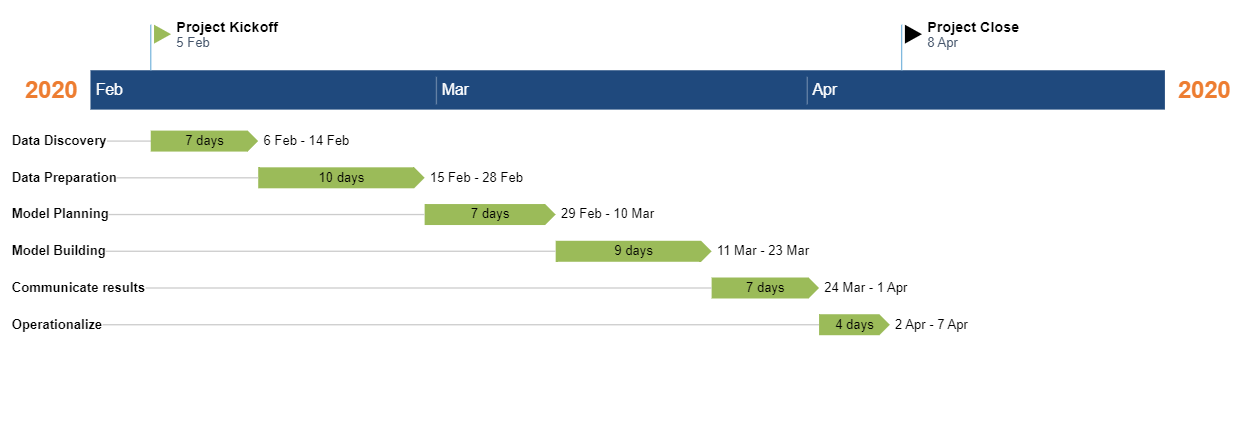 Project Kickoff
5 Feb
Project Close
8 Apr
2020 Feb Mar Apr 2020
Data Discovery 7 days 6 Feb - 14 Feb
Data Preparation 10 days 15 Feb - 28 Feb
Model Planning 7 days 29 Feb - 10 Mar
Model Building 9 days 11 Mar - 23 Mar
Communicate results 7 days 24 Mar - 1 Apr
Operationalize 4 days 2 Apr - 7 Apr